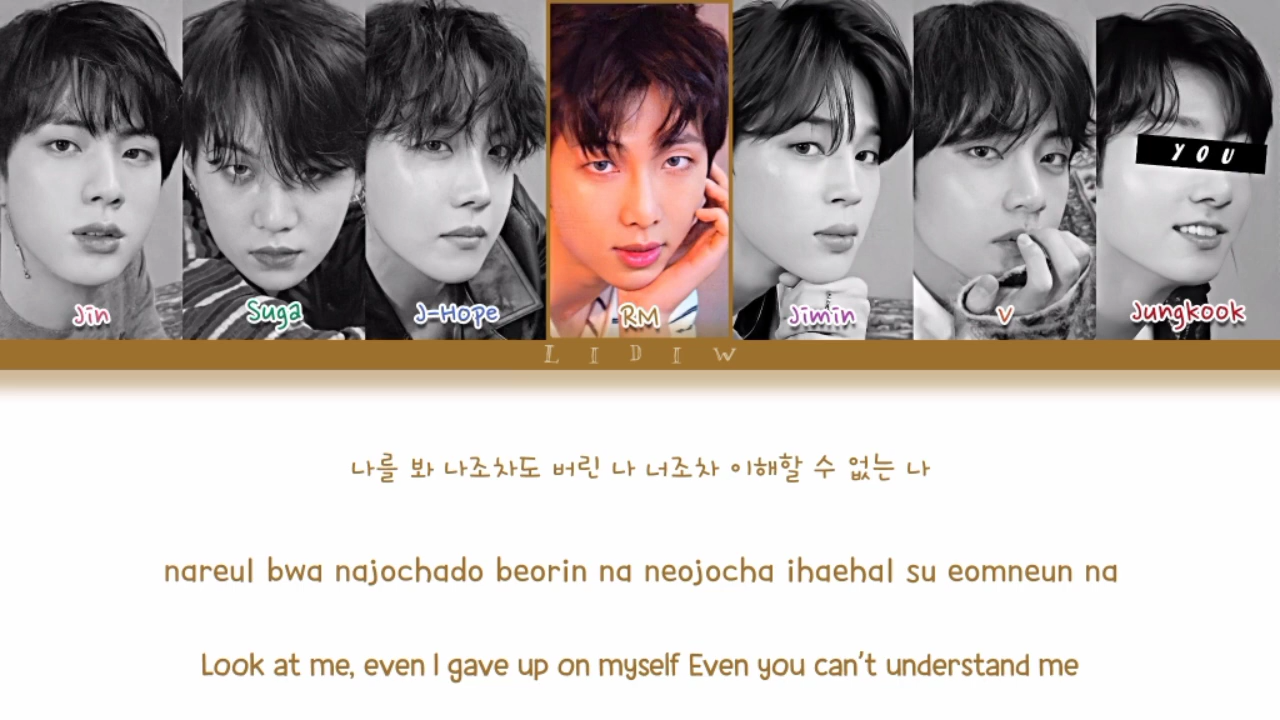 YOU
Jin
Suga
J-Hope
RM
Jimin
V
Jungkook
LIDIW
나를 봐 나조차도 버린 나 너조차 이해할 수 없는 나
nareul bwa najochado beorin na neojocha ihaehal su eomneun na
Look at me, even I gave up on myself Even you can't understand me